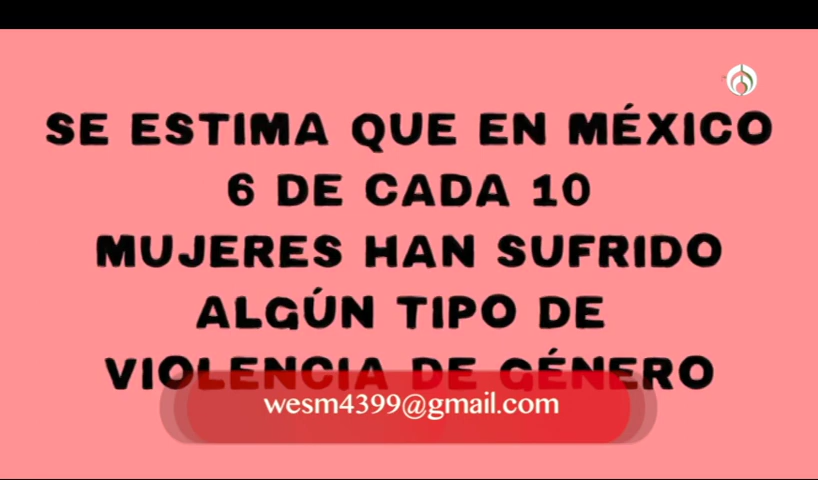 SE ESTIMA QUE EN MÉXICO
6 DE CADA 10
MUJERES HAN SUFRIDO
ALGÚN TIPO DE
VIOLENCIA DE GÉNERO
wesm4399@gmail.com